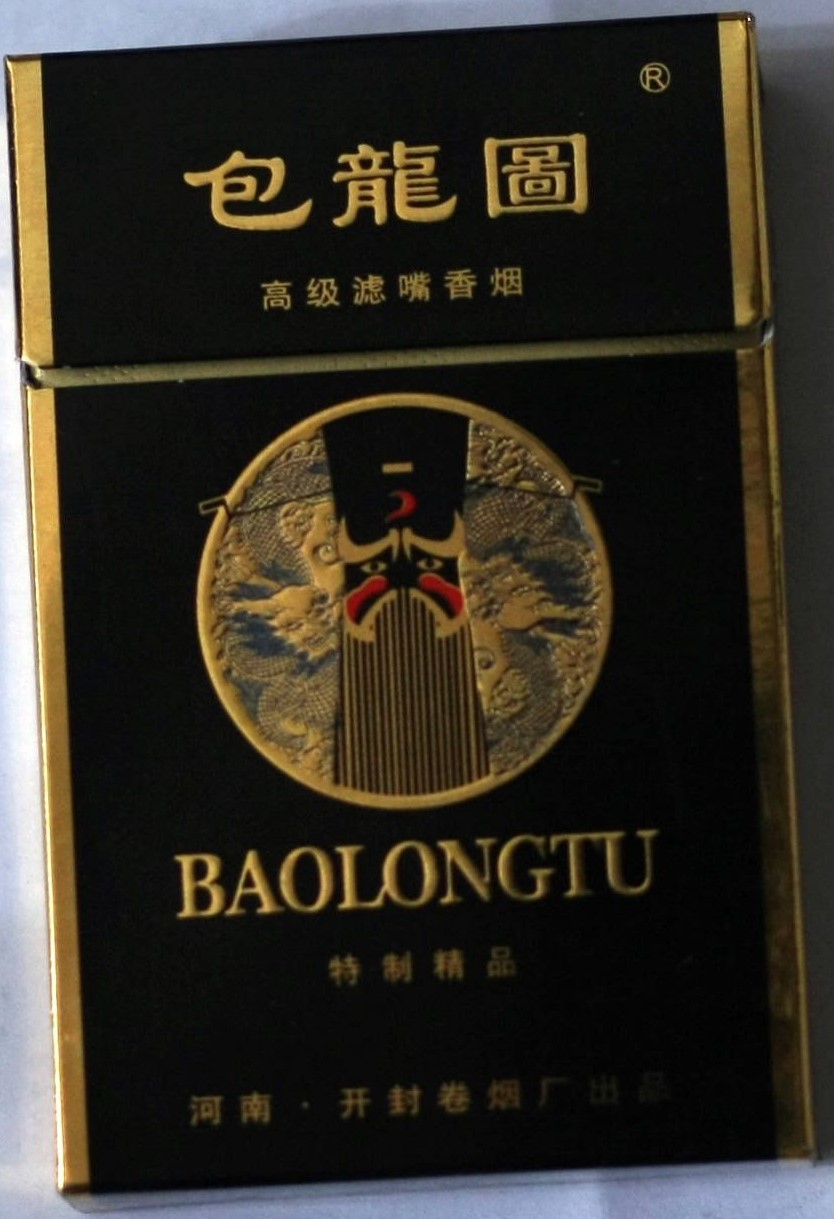 ®
包龍圖
高级滤嘴香烟
BAOLONGTU
特制精品
河南·开封卷烟厂出品